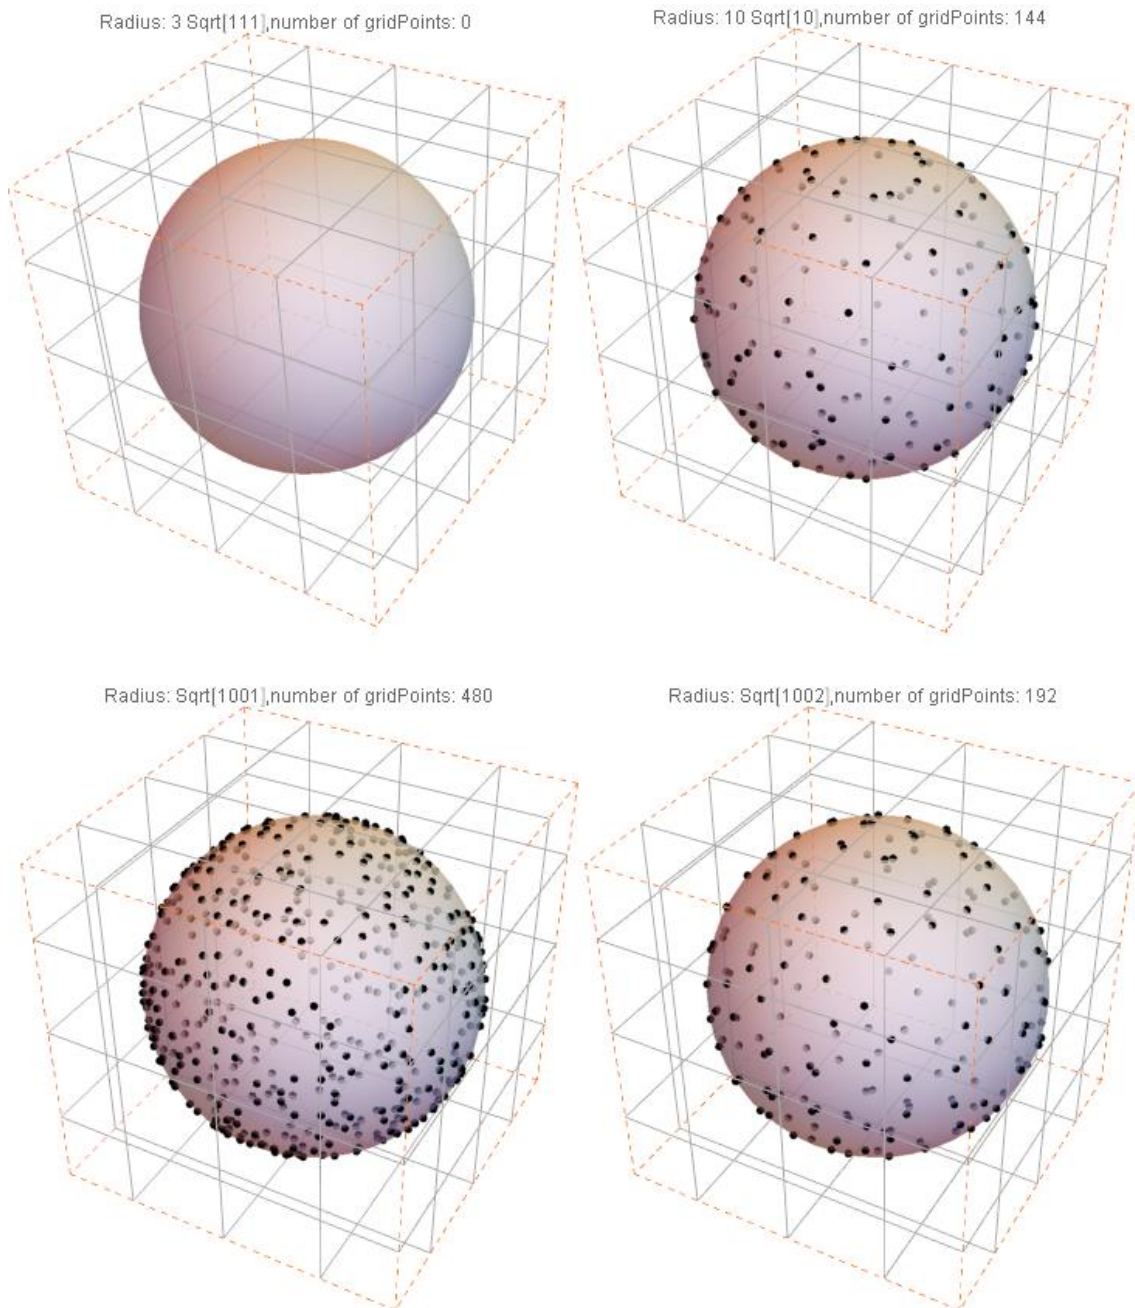 Radius: 3 Sqrt[111],number of gridPoints: 0
Radius: 10 Sqrt[10],number of gridPoints: 144
Radius: Sqrt[1001],number of gridPoints: 480
Radius: Sqrt[1002],number of gridPoints: 192